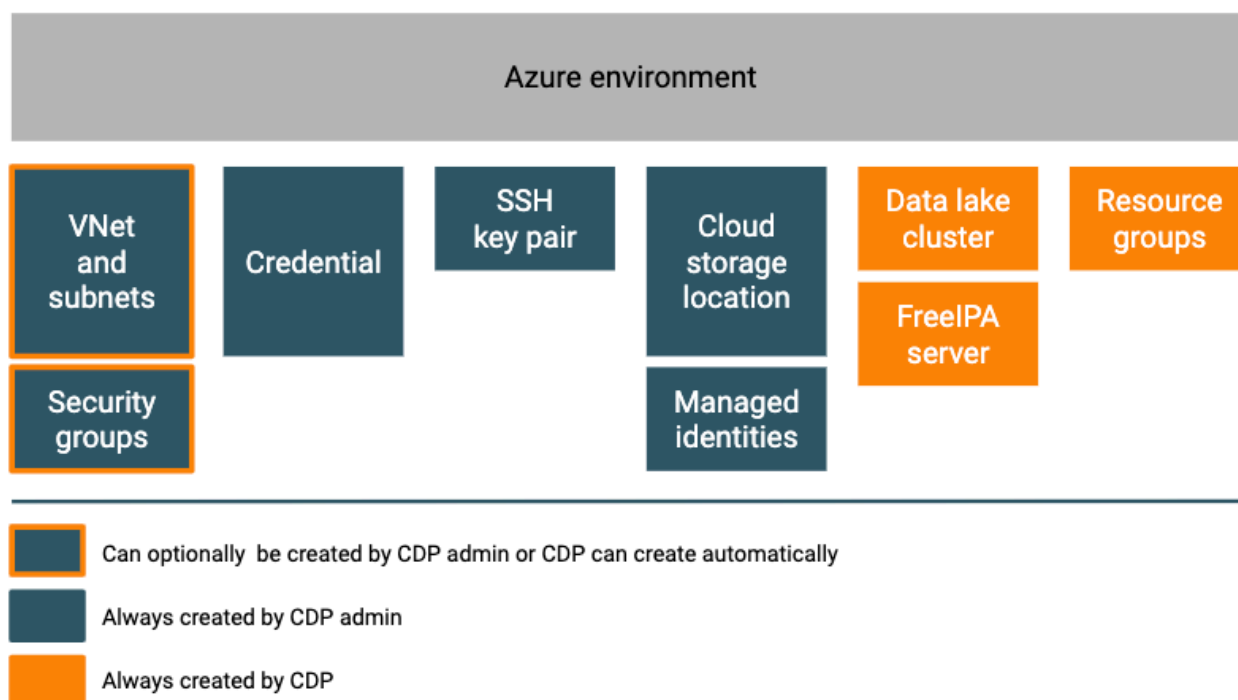 Azure environment
VNet
and
subnets
Credential
SSH
key pair
Cloud
storage
location
Data lake
cluster
Resource
groups
FreeIPA
server
Security
groups
Managed
identities
Can optionally be created by CDP admin or CDP can create automatically
Always created by CDP admin
Always created by CDP